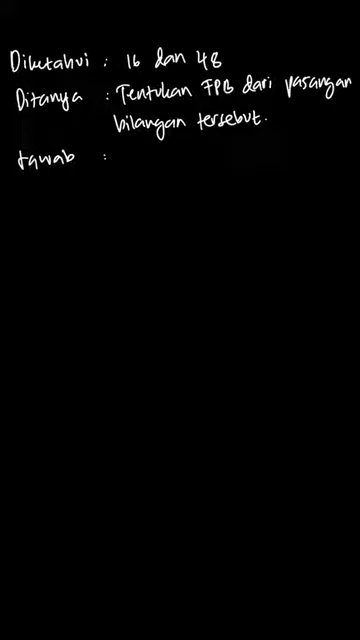 Diketahui : 16 dan 48
Ditanya : Tentukan FPB dari pasangan
bilangan tersebut.
Jawab :